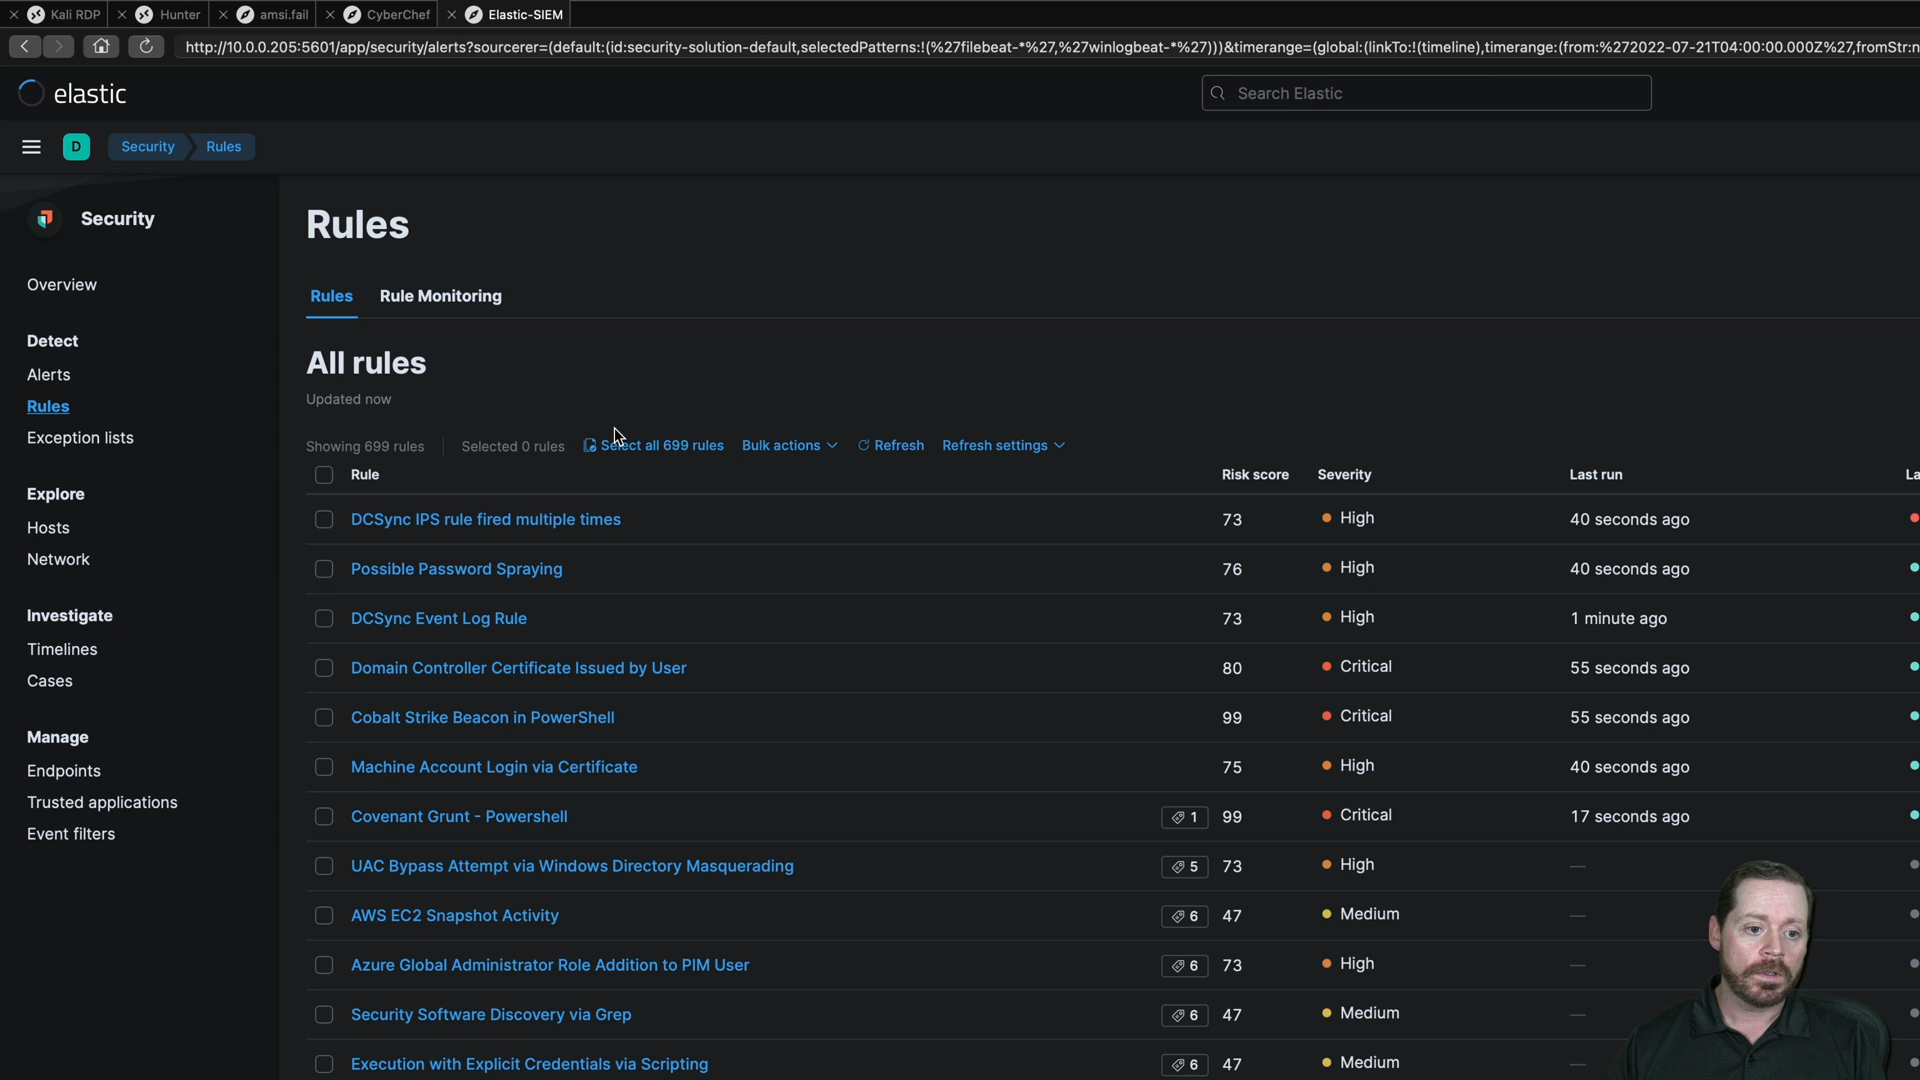 Kali RDP
Hunter
amsi.fail
CyberChef
Elastic-SIEM
http://10.0.0.205:5601/app/security/alerts?sourcerer=(default:(id:security-solution-default,selectedPatterns:!(%27filebeat-*%27,%27winlogbeat-*%27)))&timerange=(global:(linkTo:!(timeline),timerange:(from:%272022-07-21T04:00:00.000Z%27,fromStr:n
elastic
Search Elastic
D
Security
Rules
Security
Overview
Detect
Alerts
Rules
Exception lists
Explore
Hosts
Network
Investigate
Timelines
Cases
Manage
Endpoints
Trusted applications
Event filters
Rules
Rules Rule Monitoring
All rules
Updated now
Showing 699 rules Selected 0 rules Select all 699 rules Bulk actions Refresh Refresh settings
Rule Risk score Severity Last run La
DCSync IPS rule fired multiple times 73 High 40 seconds ago
Possible Password Spraying 76 High 40 seconds ago
DCSync Event Log Rule 73 High 1 minute ago
Domain Controller Certificate Issued by User 80 Critical 55 seconds ago
Cobalt Strike Beacon in PowerShell 99 Critical 55 seconds ago
Machine Account Login via Certificate 75 High 40 seconds ago
Covenant Grunt - Powershell 1 99 Critical 17 seconds ago
UAC Bypass Attempt via Windows Directory Masquerading 5 73 High —
AWS EC2 Snapshot Activity 6 47 Medium —
Azure Global Administrator Role Addition to PIM User 6 73 High —
Security Software Discovery via Grep 6 47 Medium —
Execution with Explicit Credentials via Scripting 6 47 Medium —